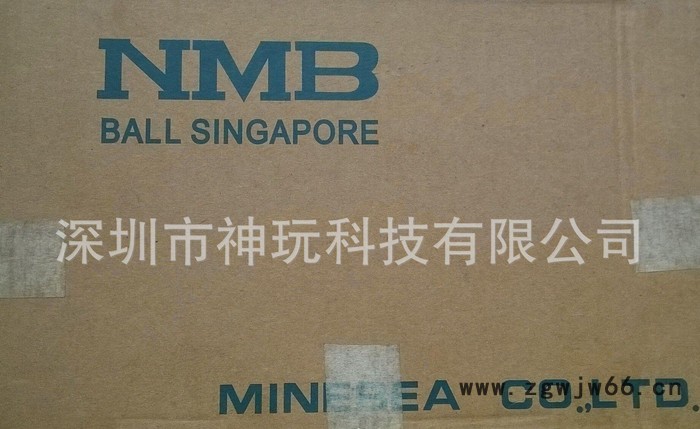 NMB
BALL SINGAPORE
深圳市神玩科技有限公司
www.zgwjw66.cn
MINEBEA CO.,LTD.